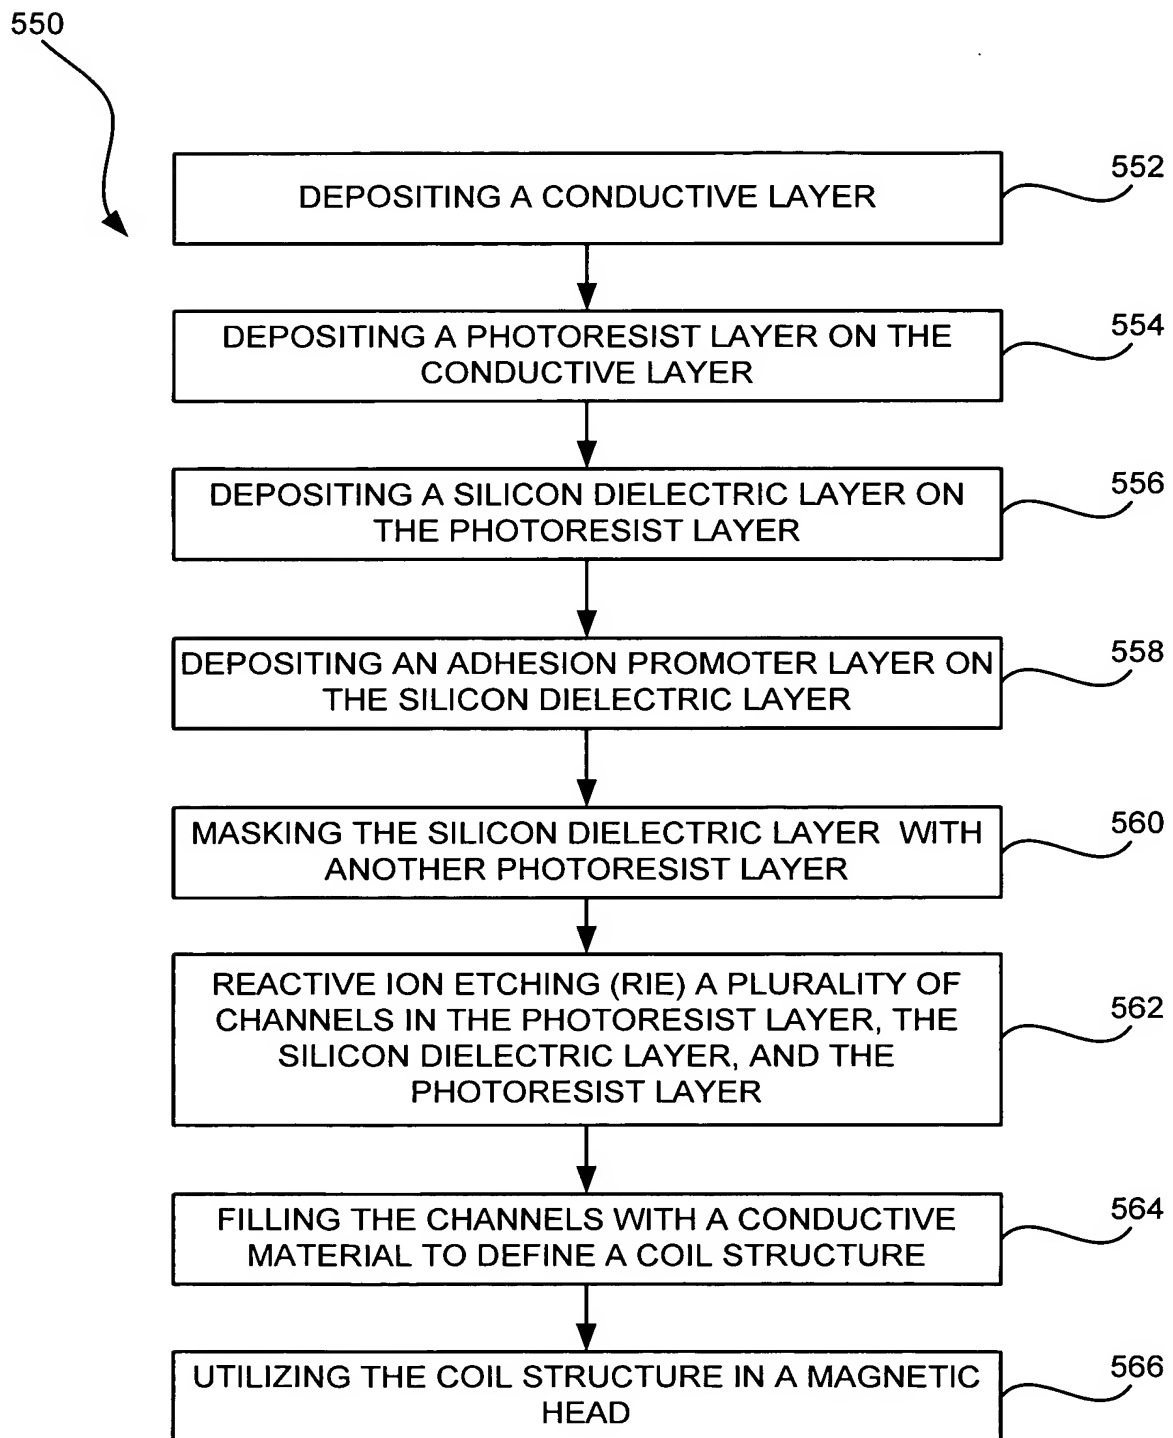 550
DEPOSITING A CONDUCTIVE LAYER
552
DEPOSITING A PHOTORESIST LAYER ON THE
CONDUCTIVE LAYER
554
DEPOSITING A SILICON DIELECTRIC LAYER ON
THE PHOTORESIST LAYER
556
DEPOSITING AN ADHESION PROMOTER LAYER ON
THE SILICON DIELECTRIC LAYER
558
MASKING THE SILICON DIELECTRIC LAYER WITH
ANOTHER PHOTORESIST LAYER
560
REACTIVE ION ETCHING (RIE) A PLURALITY OF
CHANNELS IN THE PHOTORESIST LAYER, THE
SILICON DIELECTRIC LAYER, AND THE
PHOTORESIST LAYER
562
FILLING THE CHANNELS WITH A CONDUCTIVE
MATERIAL TO DEFINE A COIL STRUCTURE
564
UTILIZING THE COIL STRUCTURE IN A MAGNETIC
HEAD
566